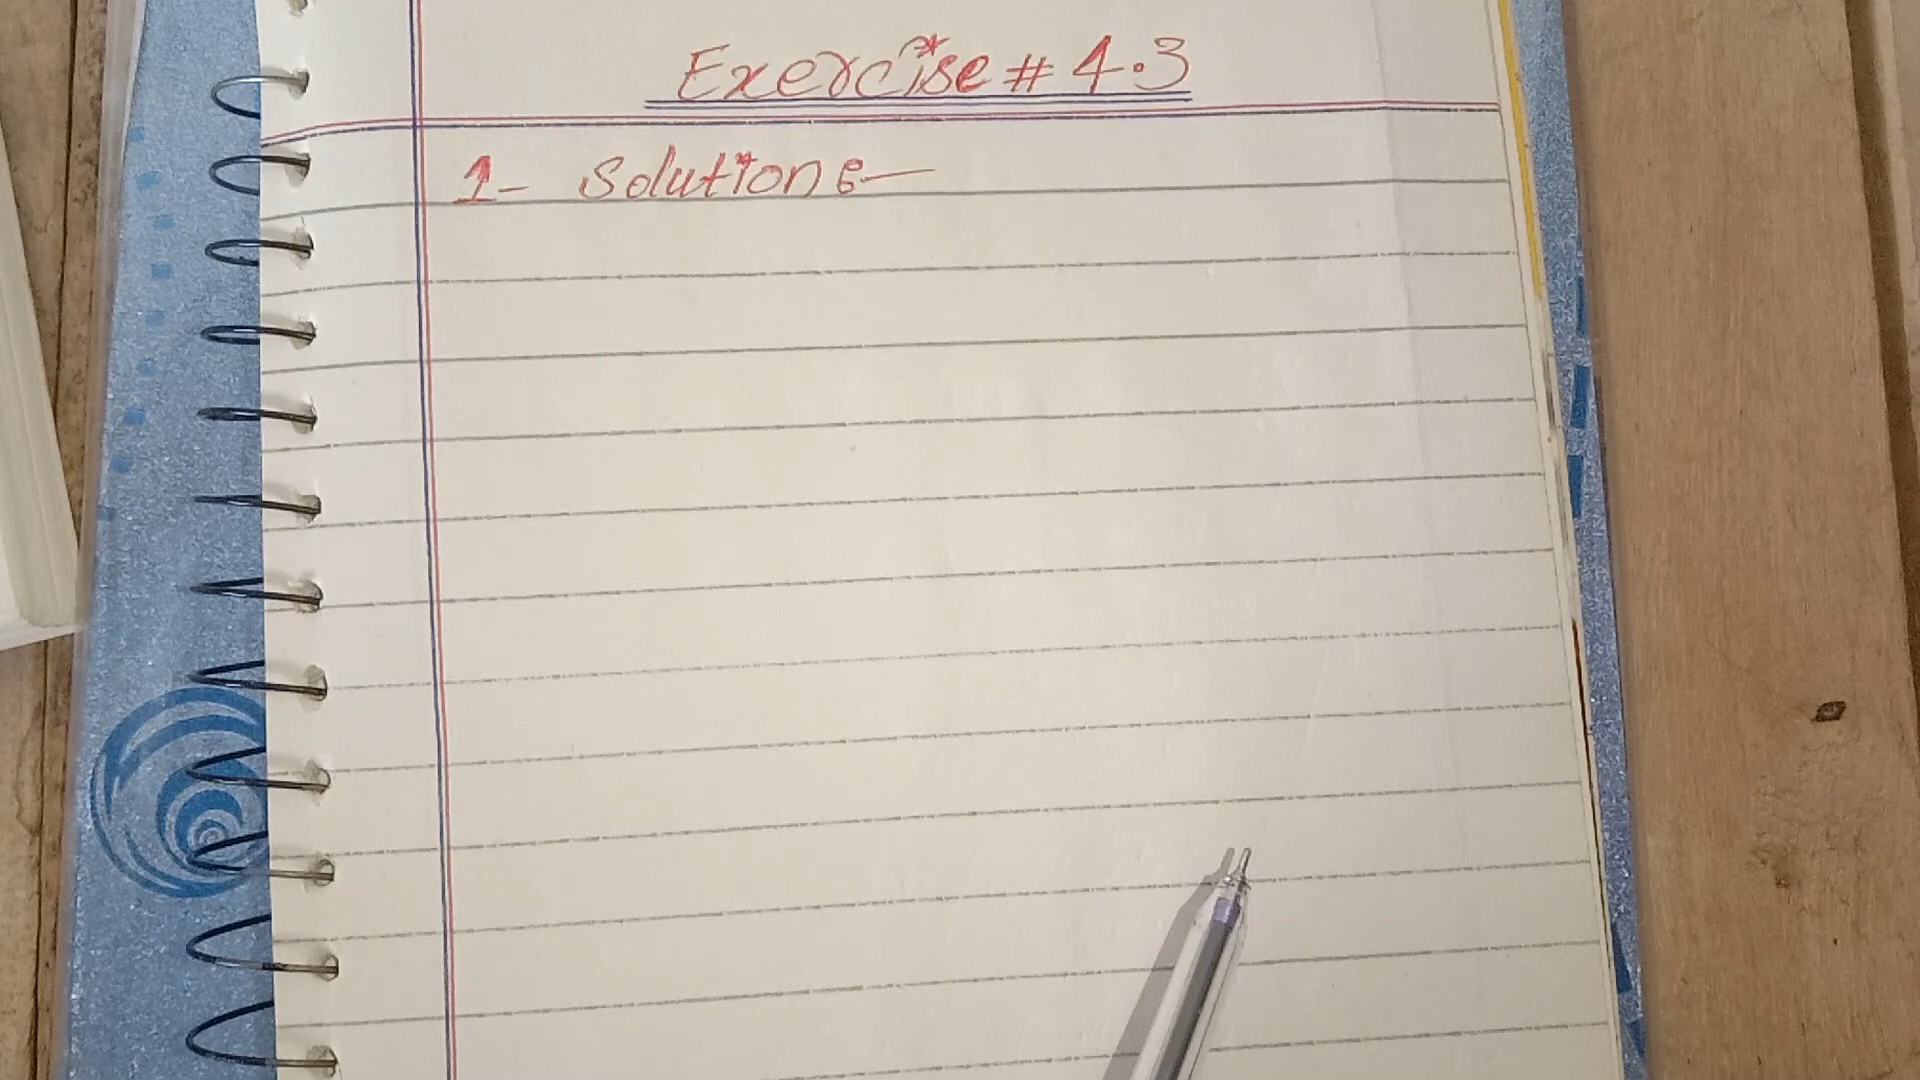 Exercise # 4.3
1- Solution :-